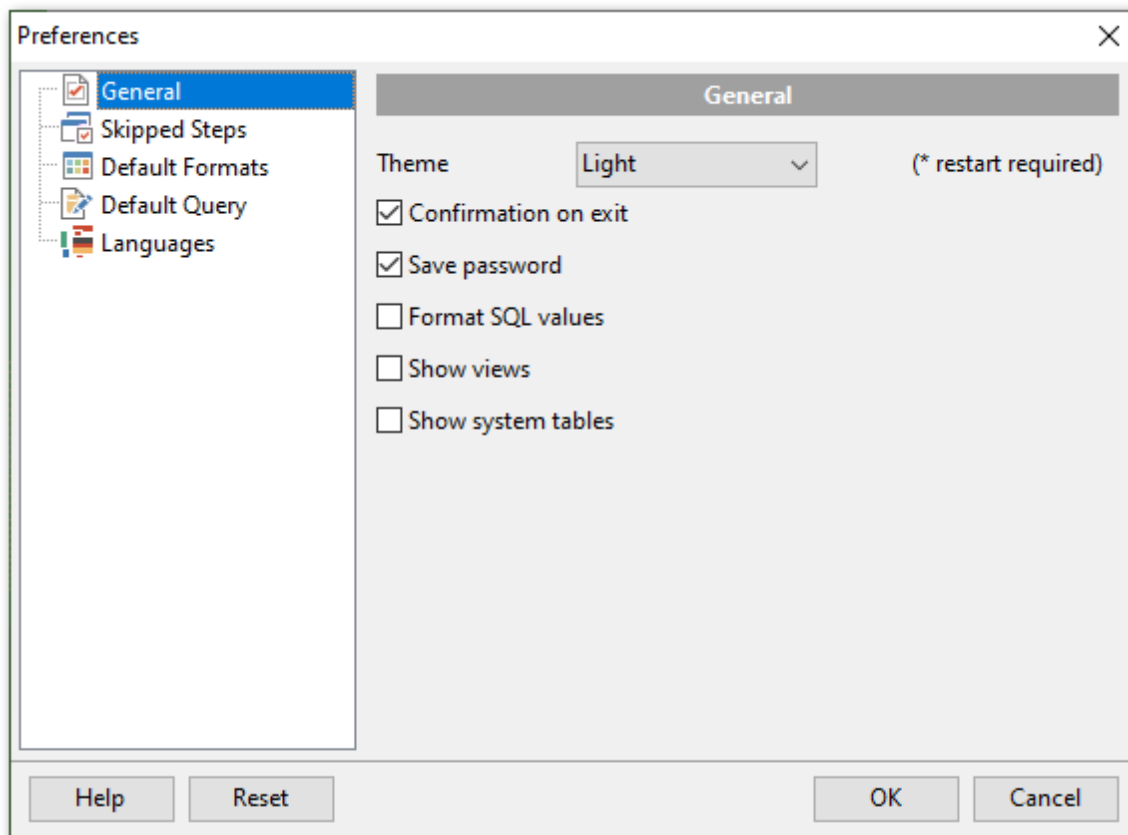 Preferences
General
Skipped Steps
Default Formats
Default Query
Languages
General
Theme Light (* restart required)
Confirmation on exit
Save password
Format SQL values
Show views
Show system tables
Help Reset OK Cancel